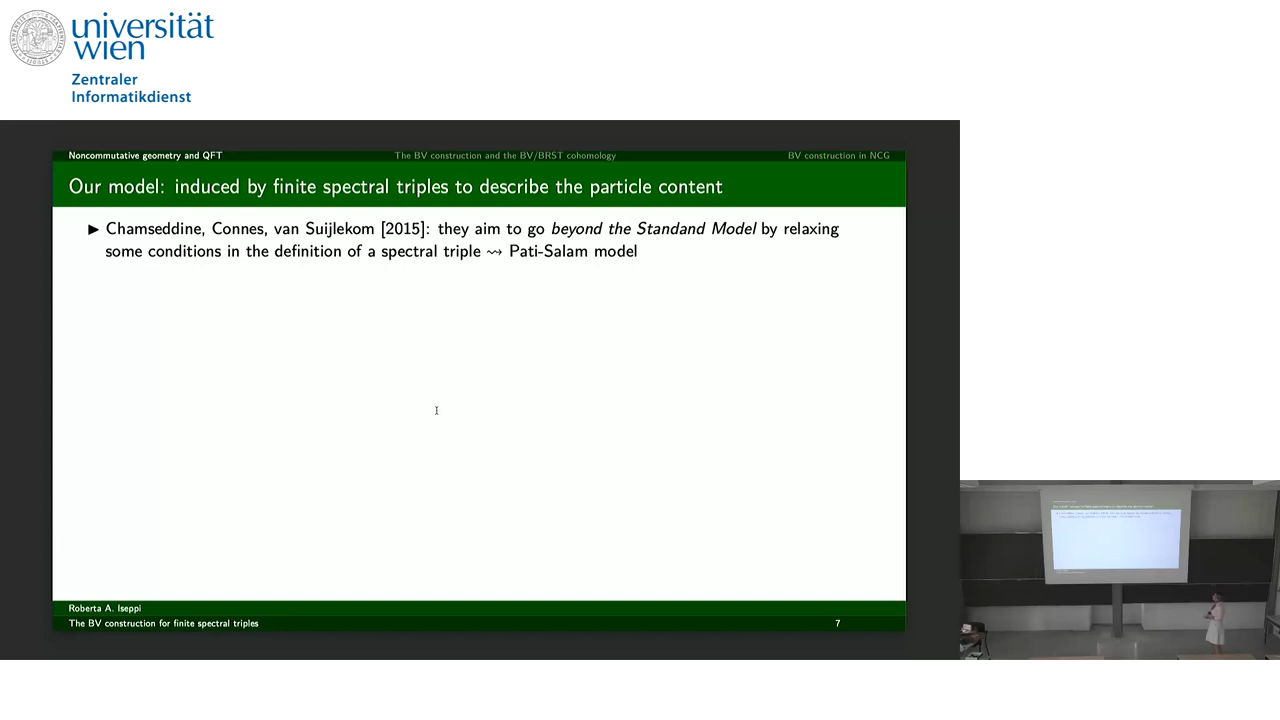 universität
wien
Zentraler
Informatikdienst
Noncommutative geometry and QFT The BV construction and the BV/BRST cohomology BV construction in NCG
Our model: induced by finite spectral triples to describe the particle content
▶ Chamseddine, Connes, van Suijlekom [2015]: they aim to go beyond the Standand Model by relaxing
some conditions in the definition of a spectral triple ⇝ Pati-Salam model
Roberta A. Iseppi
The BV construction for finite spectral triples 7